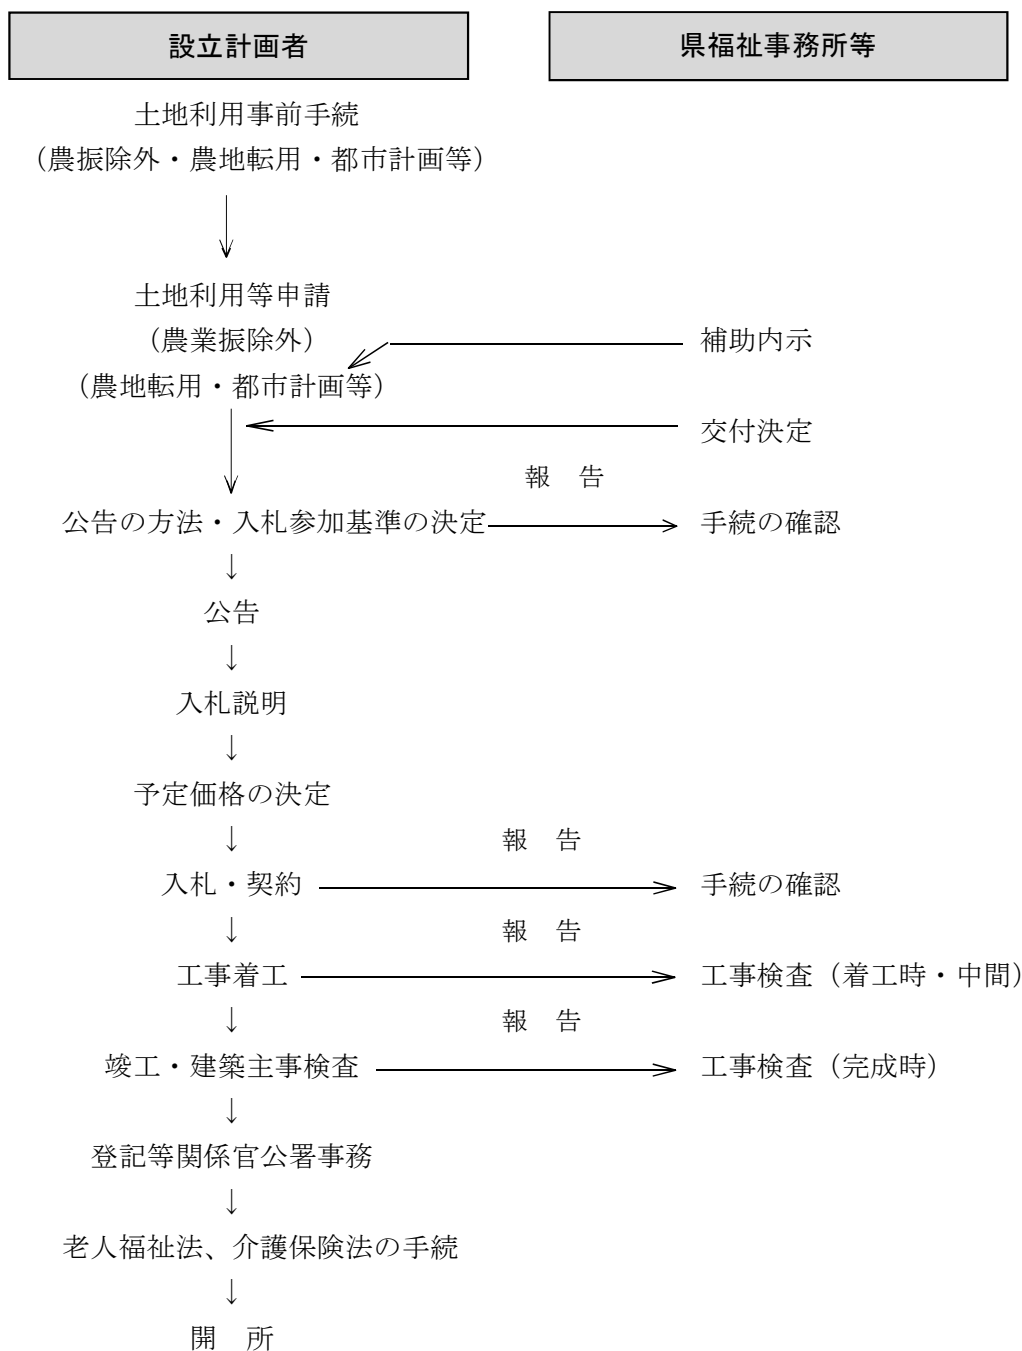 設立計画者　県福祉事務所等
土地利用事前手続
（農振除外・農地転用・都市計画等）
↓
土地利用等申請
（農業振除外）　補助内示
（農地転用・都市計画等）
交付決定
報　告
公告の方法・入札参加基準の決定　手続の確認
↓
公告
↓
入札説明
↓
予定価格の決定
↓　報　告
入札・契約　手続の確認
↓　報　告
工事着工　工事検査（着工時・中間）
↓　報　告
竣工・建築主事検査　工事検査（完成時）
↓
登記等関係官公署事務
↓
老人福祉法、介護保険法の手続
↓
開　所